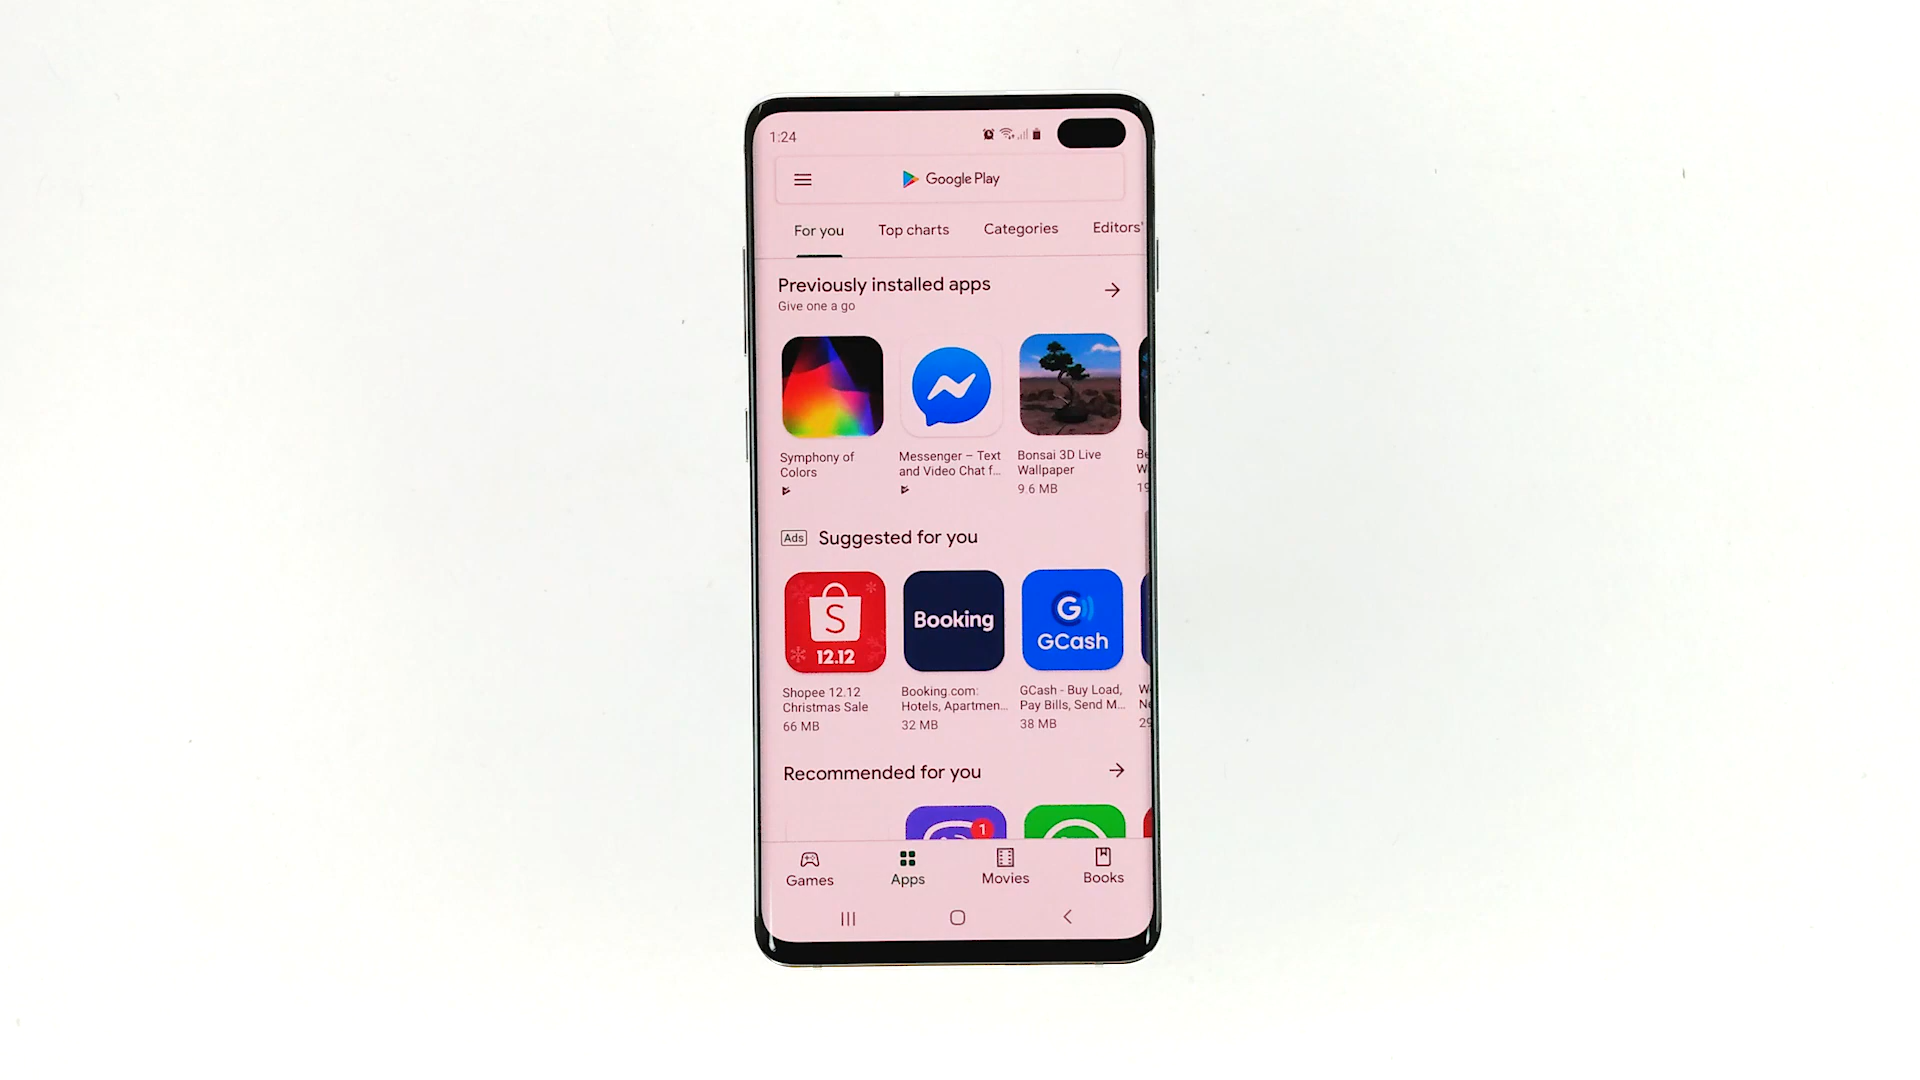 1:24
Google Play
For you Top charts Categories Editors'
Previously installed apps
Give one a go
Symphony of
Colors
Messenger – Text
and Video Chat f...
Bonsai 3D Live
Wallpaper
9.6 MB
Ads Suggested for you
S
12.12
Booking
G
GCash
Shopee 12.12
Christmas Sale
66 MB
Booking.com:
Hotels, Apartmen...
32 MB
GCash - Buy Load,
Pay Bills, Send M...
38 MB
Recommended for you
1
Games Apps Movies Books